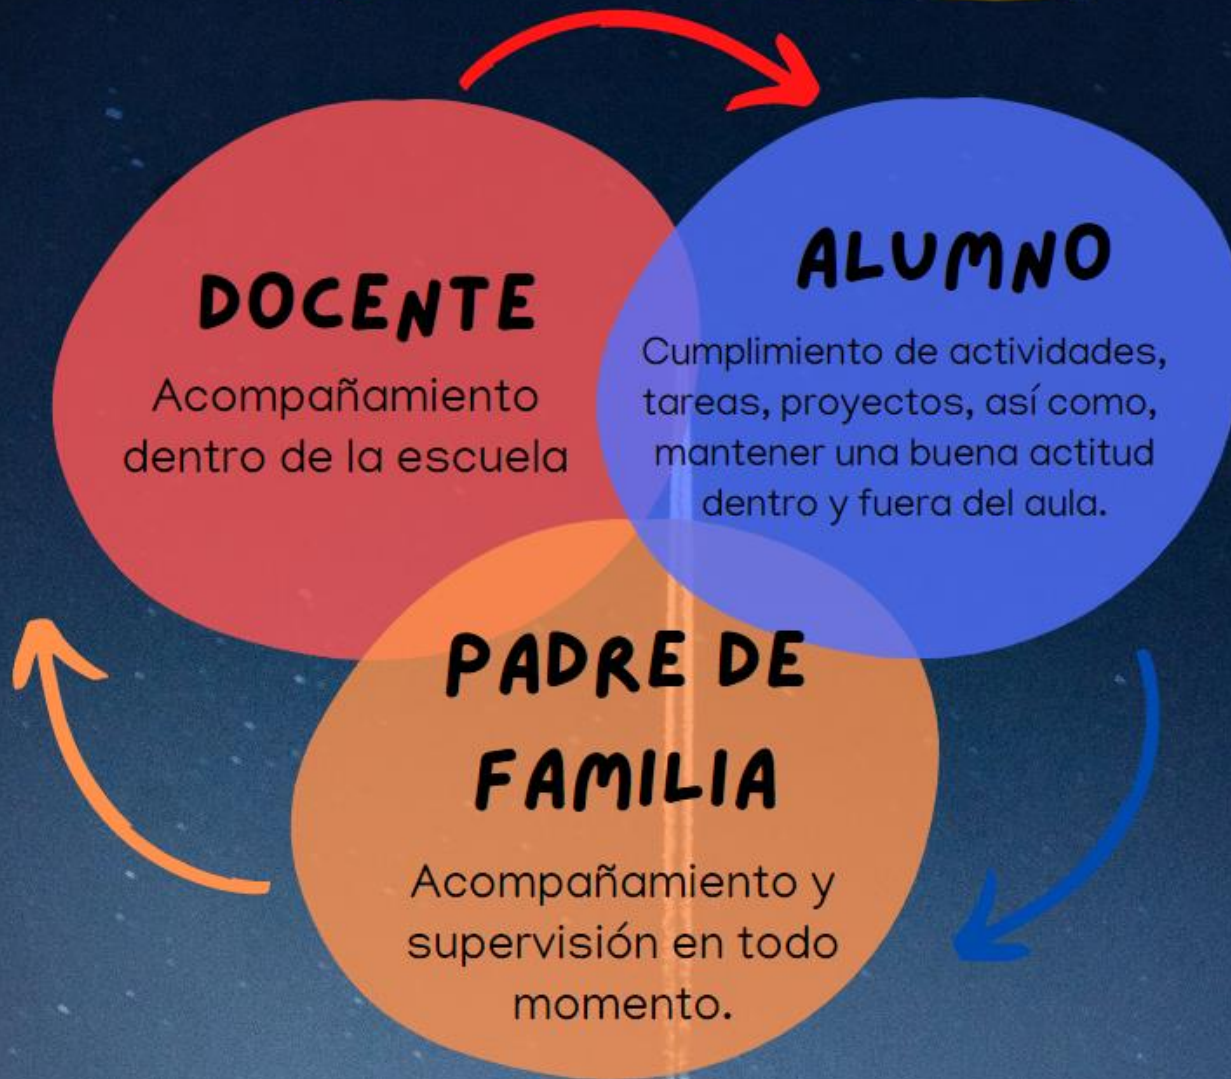 DOCENTE
Acompañamiento
dentro de la escuela
ALUMNO
Cumplimiento de actividades,
tareas, proyectos, así como,
mantener una buena actitud
dentro y fuera del aula.
PADRE DE
FAMILIA
Acompañamiento y
supervisión en todo
momento.